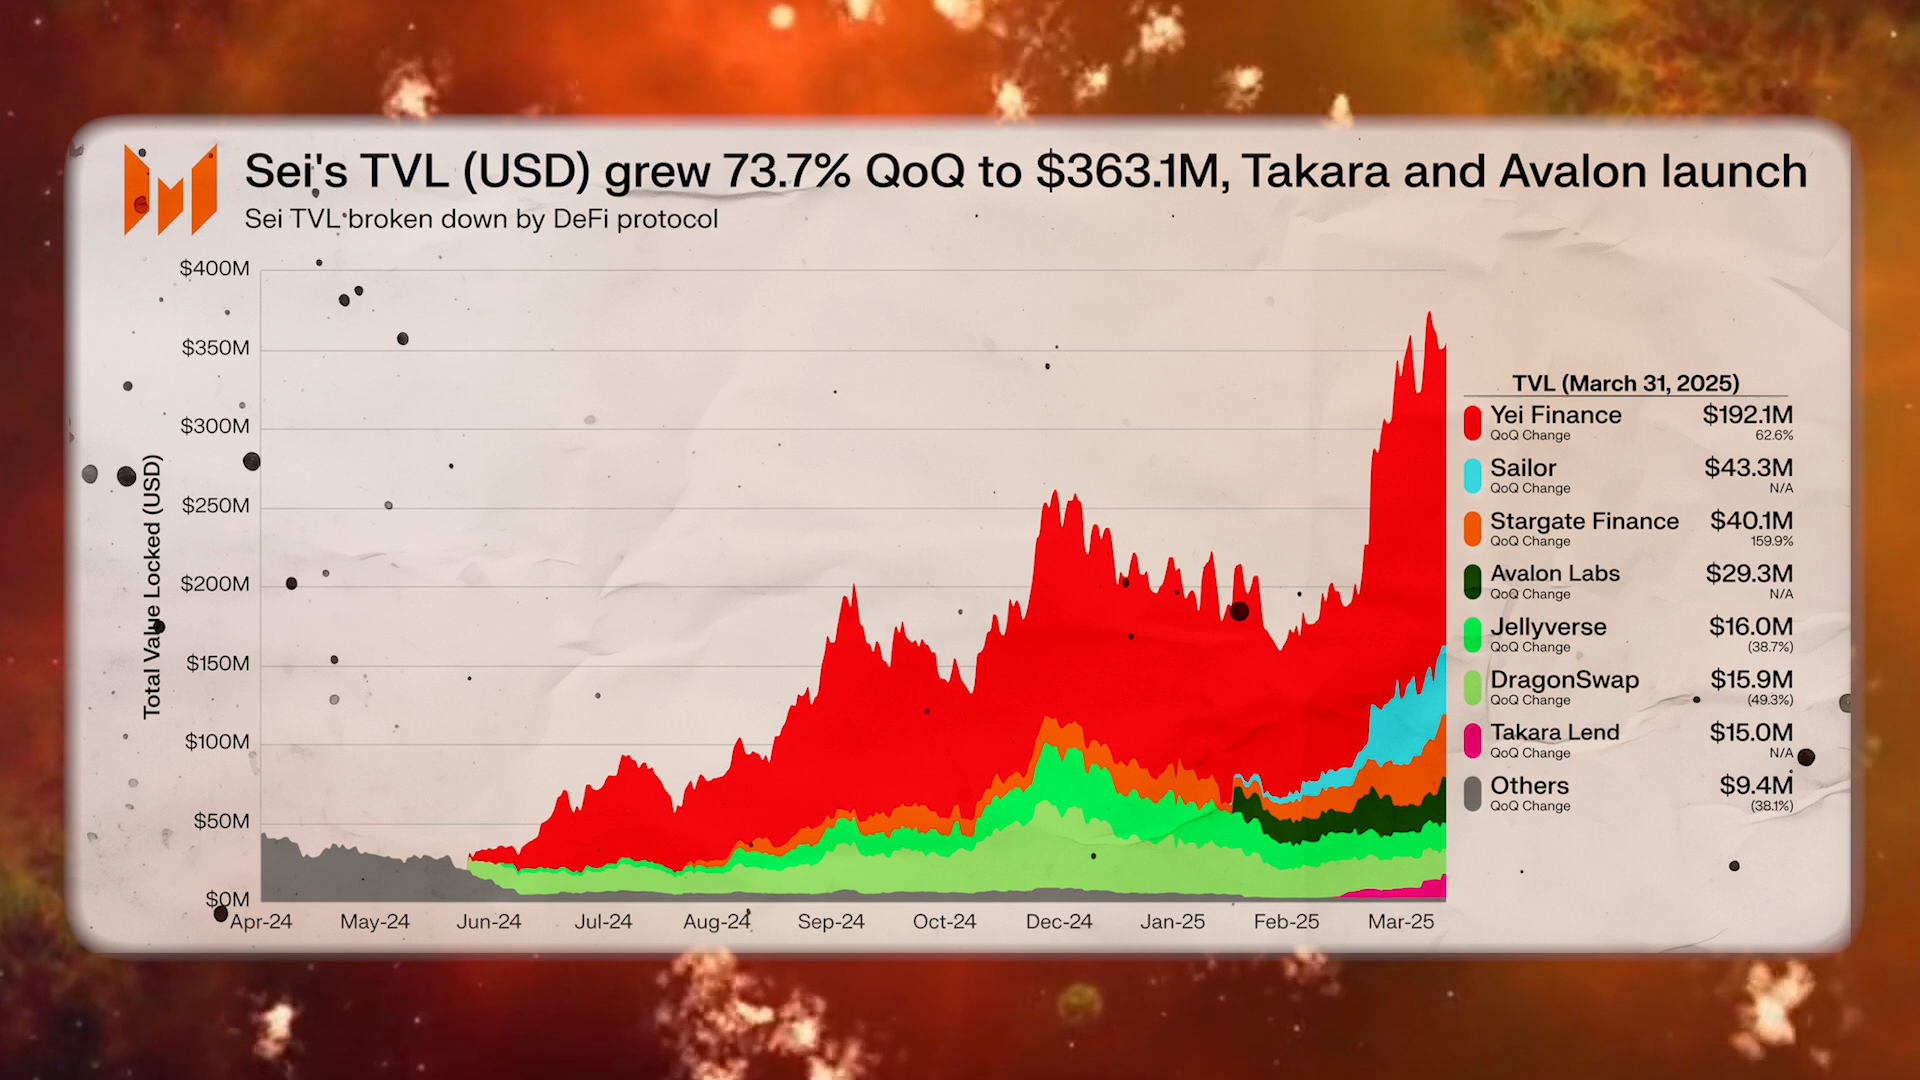 Sei's TVL (USD) grew 73.7% QoQ to $363.1M, Takara and Avalon launch
Sei TVL broken down by DeFi protocol
Total Value Locked (USD)
$400M
$350M
$300M
$250M
$200M
$150M
$100M
$50M
$0M
Apr-24 May-24 Jun-24 Jul-24 Aug-24 Sep-24 Oct-24 Dec-24 Jan-25 Feb-25 Mar-25
TVL (March 31, 2025)
Yei Finance $192.1M
QoQ Change 62.6%
Sailor $43.3M
QoQ Change N/A
Stargate Finance $40.1M
QoQ Change 159.9%
Avalon Labs $29.3M
QoQ Change N/A
Jellyverse $16.0M
QoQ Change (38.7%)
DragonSwap $15.9M
QoQ Change (49.3%)
Takara Lend $15.0M
QoQ Change N/A
Others $9.4M
QoQ Change (38.1%)